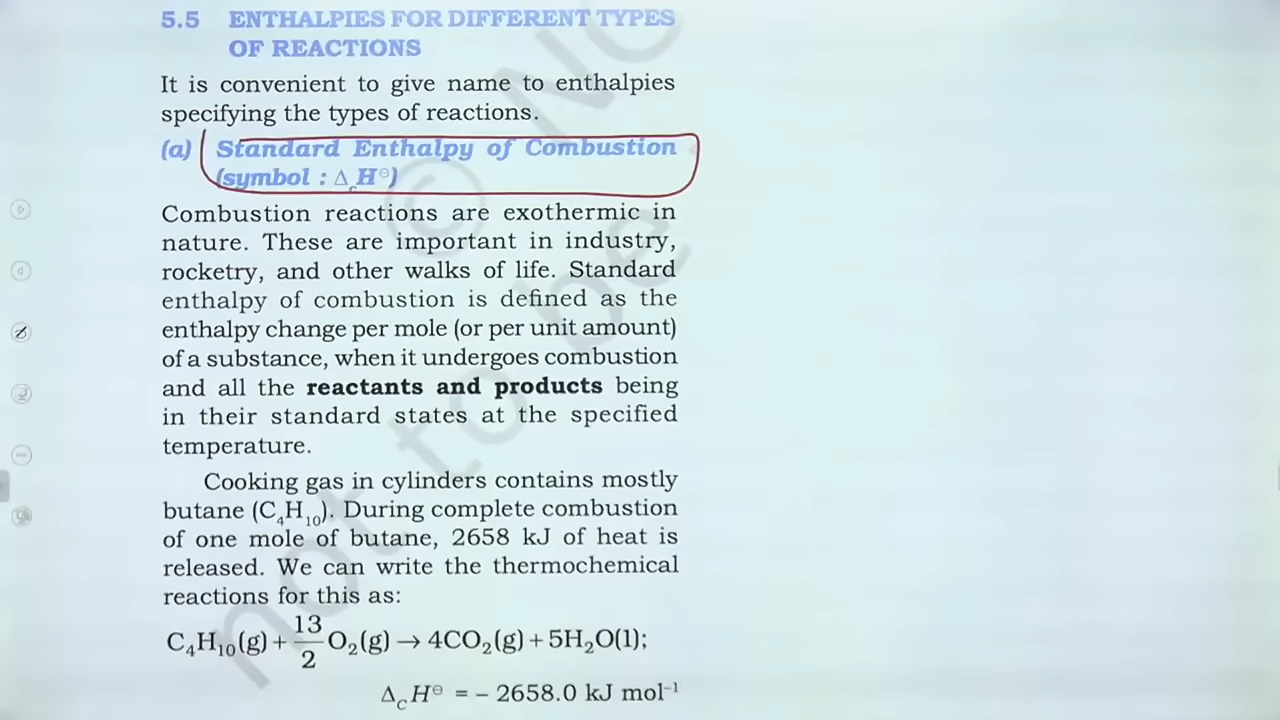 5.5 ENTHALPIES FOR DIFFERENT TYPES
OF REACTIONS
It is convenient to give name to enthalpies
specifying the types of reactions.
(a) Standard Enthalpy of Combustion
(symbol : Δ_cH^⊖)
Combustion reactions are exothermic in
nature. These are important in industry,
rocketry, and other walks of life. Standard
enthalpy of combustion is defined as the
enthalpy change per mole (or per unit amount)
of a substance, when it undergoes combustion
and all the reactants and products being
in their standard states at the specified
temperature.
Cooking gas in cylinders contains mostly
butane (C₄H₁₀). During complete combustion
of one mole of butane, 2658 kJ of heat is
released. We can write the thermochemical
reactions for this as:
C₄H₁₀(g) + 13/2 O₂(g) → 4CO₂(g) + 5H₂O(l);
Δ_cH^⊖ = – 2658.0 kJ mol⁻¹
© NC
not to be